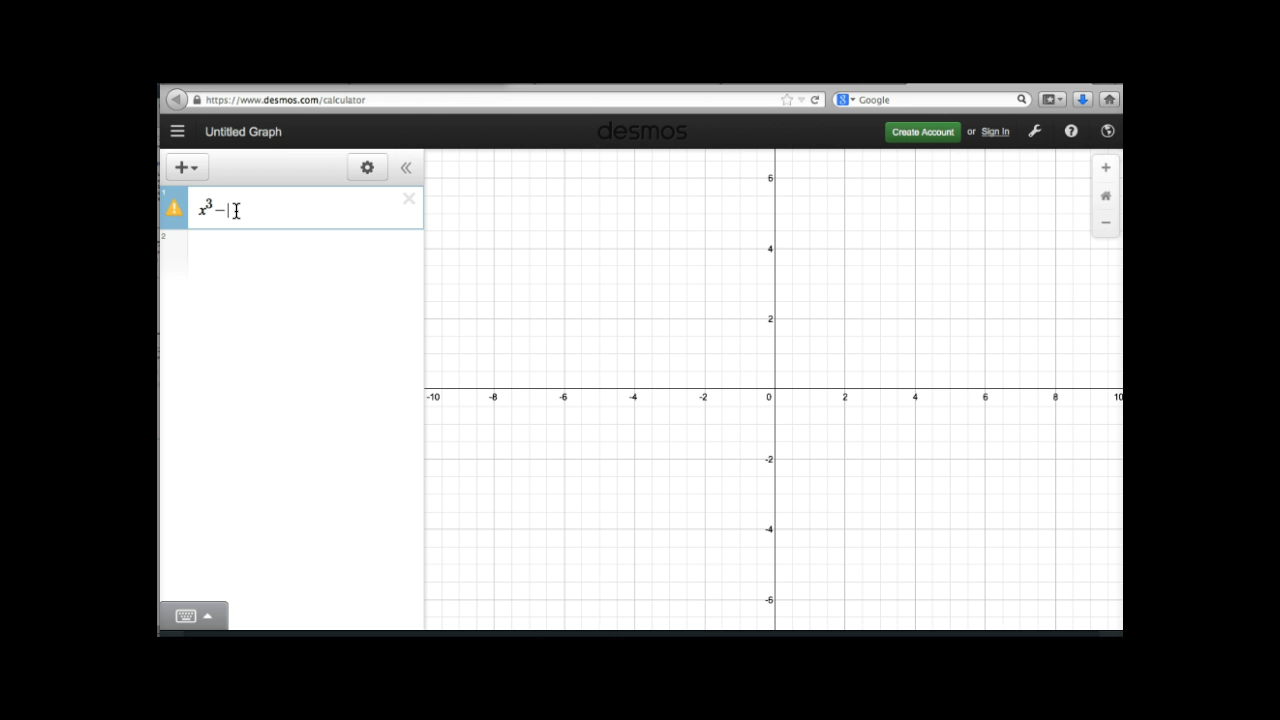 https://www.desmos.com/calculator
Google
Untitled Graph
desmos
Create Account or Sign In
1
x³−
2
6
4
2
-10 -8 -6 -4 -2 0 2 4 6 8 10
-2
-4
-6